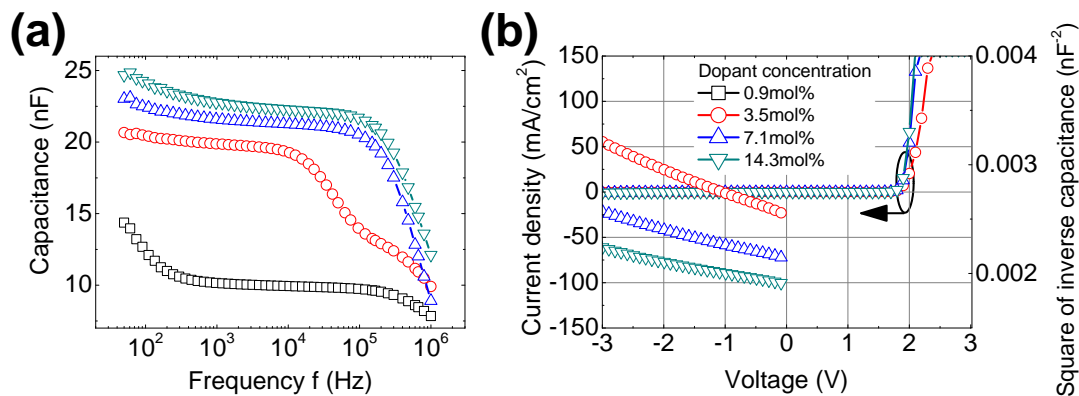 (a)
Capacitance (nF)
25
20
15
10
10² 10³ 10⁴ 10⁵ 10⁶
Frequency f (Hz)
(b)
Current density (mA/cm²)
150
100
50
0
-50
-100
-150
Dopant concentration
0.9mol%
3.5mol%
7.1mol%
14.3mol%
-3 -2 -1 0 1 2 3
Voltage (V)
0.004
0.003
0.002
Square of inverse capacitance (nF⁻²)